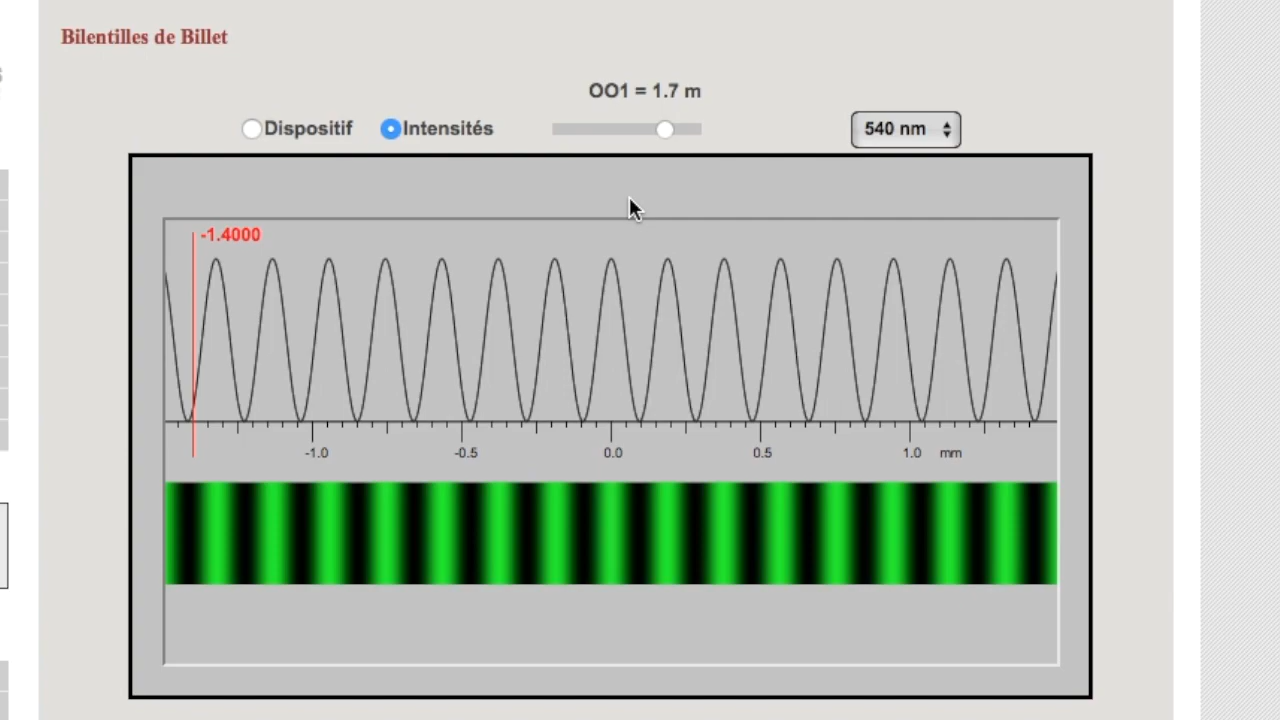 Bilentilles de Billet
OO1 = 1.7 m
Dispositif Intensités 540 nm
-1.4000
-1.0 -0.5 0.0 0.5 1.0 mm